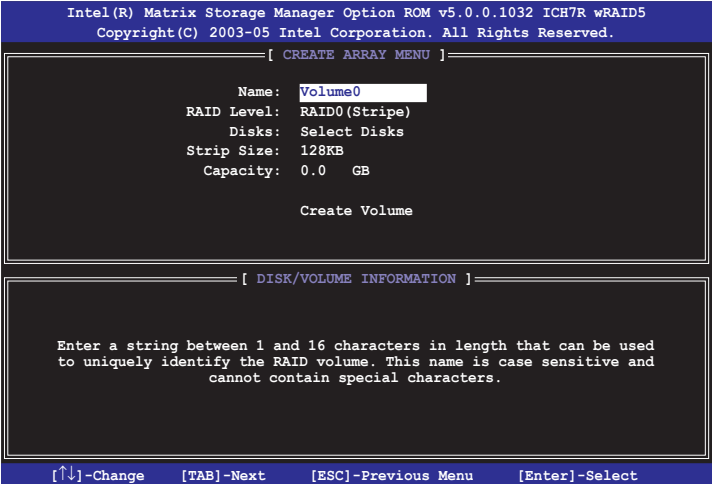 Intel(R) Matrix Storage Manager Option ROM v5.0.0.1032 ICH7R wRAID5
Copyright(C) 2003-05 Intel Corporation. All Rights Reserved.
[ CREATE ARRAY MENU ]
Name: Volume0
RAID Level: RAID0(Stripe)
Disks: Select Disks
Strip Size: 128KB
Capacity: 0.0 GB
Create Volume
[ DISK/VOLUME INFORMATION ]
Enter a string between 1 and 16 characters in length that can be used
to uniquely identify the RAID volume. This name is case sensitive and
cannot contain special characters.
[↑↓]-Change [TAB]-Next [ESC]-Previous Menu [Enter]-Select